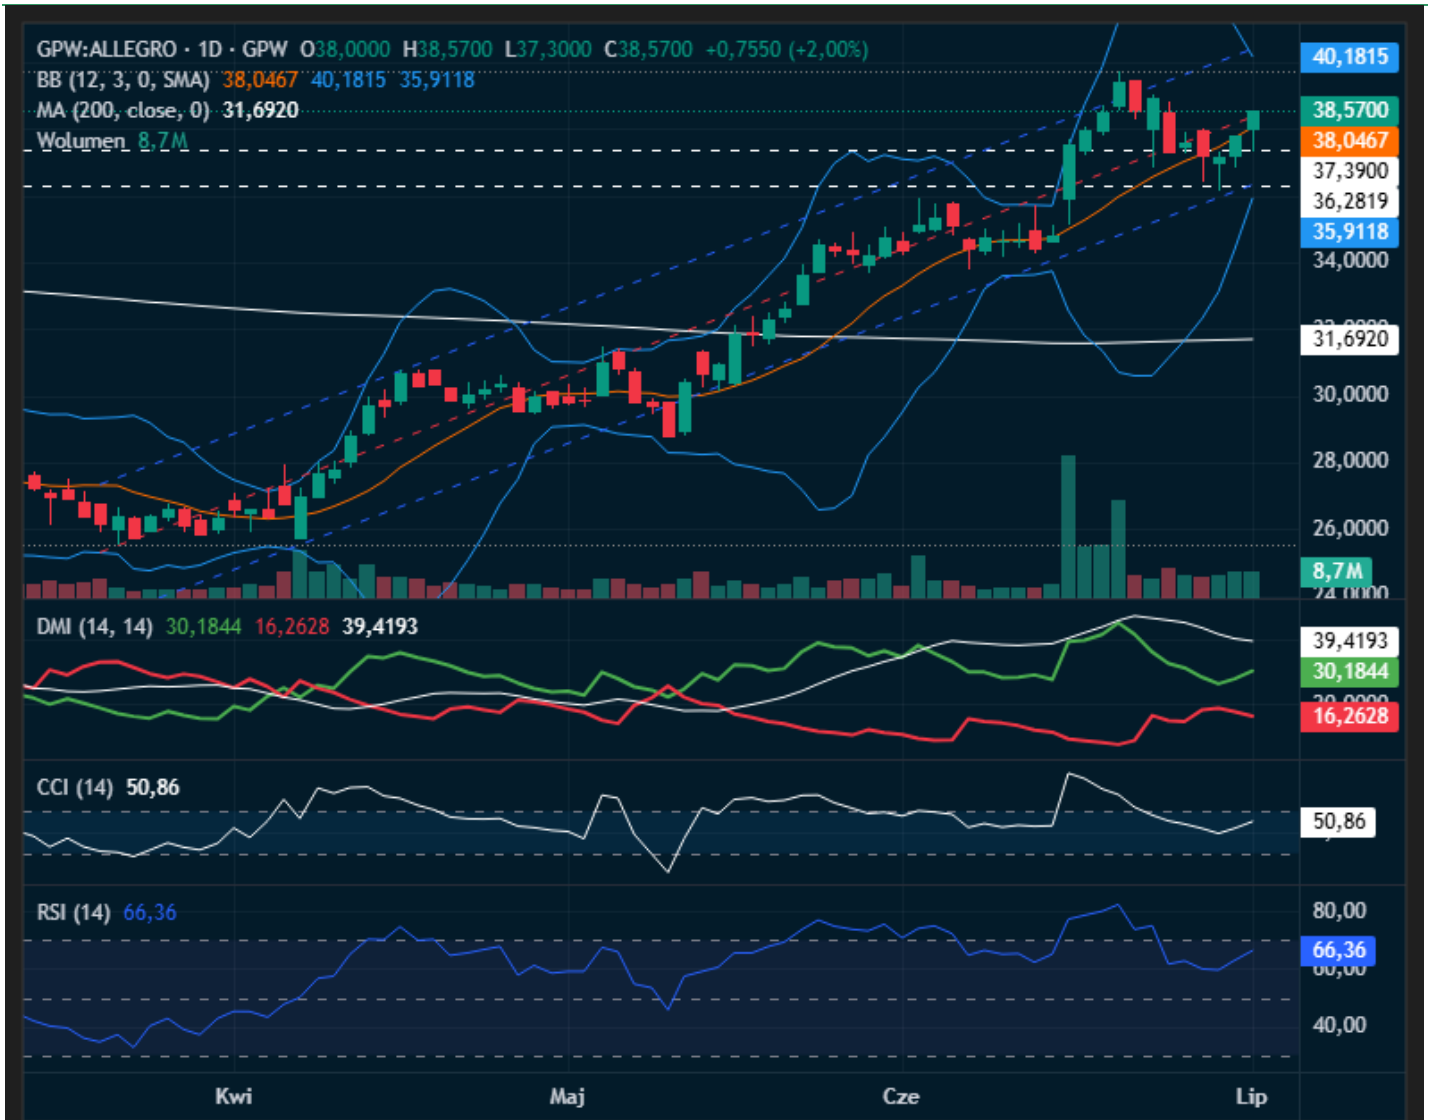 GPW:ALLEGRO · 1D · GPW O38,0000 H38,5700 L37,3000 C38,5700 +0,7550 (+2,00%)
BB (12, 3, 0, SMA) 38,0467 40,1815 35,9118
MA (200, close, 0) 31,6920
Wolumen 8,7M
40,1815
38,5700
38,0467
37,3900
36,2819
35,9118
34,0000
31,6920
30,0000
28,0000
26,0000
8,7M
24,0000
DMI (14, 14) 30,1844 16,2628 39,4193
39,4193
30,1844
16,2628
CCI (14) 50,86
50,86
RSI (14) 66,36
80,00
66,36
60,00
40,00
Kwi Maj Cze Lip